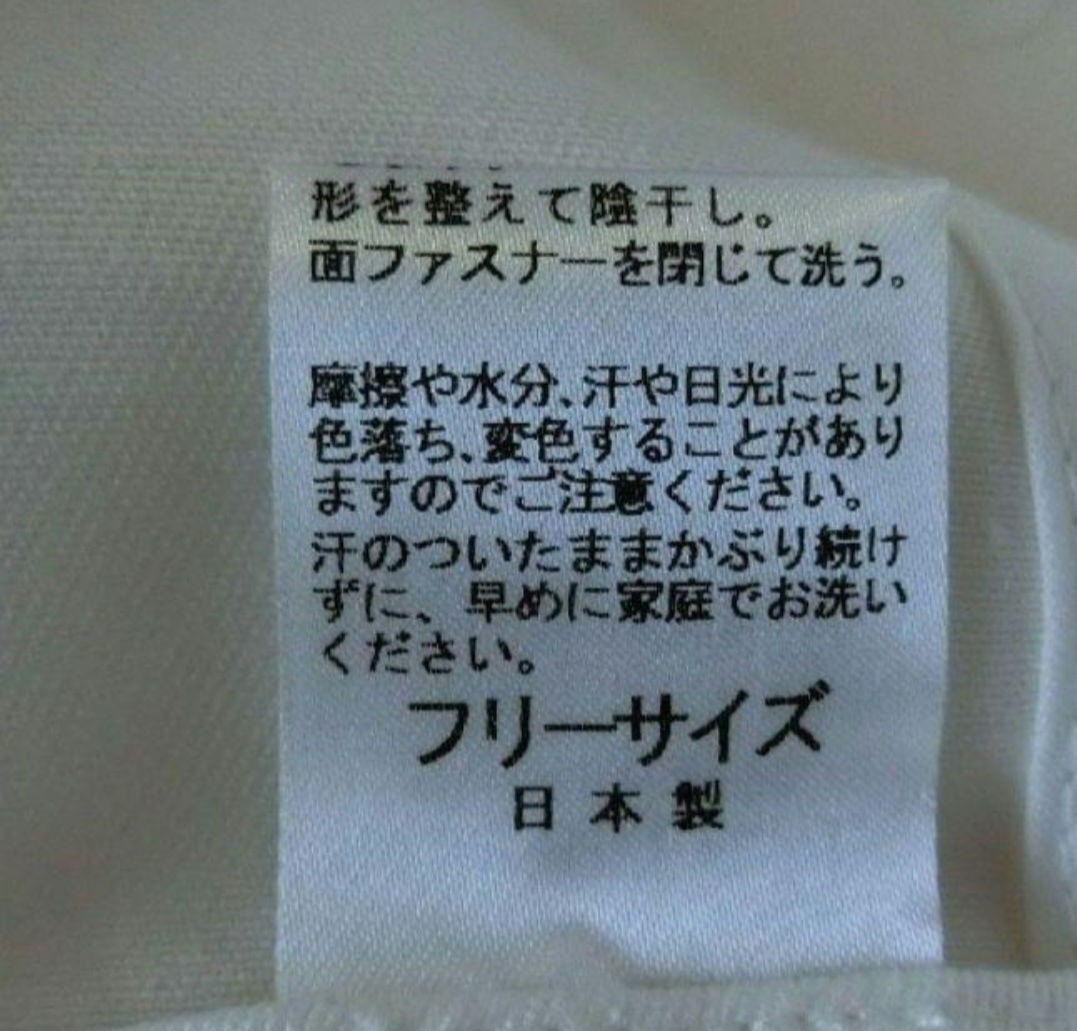 形を整えて陰干し。
面ファスナーを閉じて洗う。
摩擦や水分、汗や日光により
色落ち、変色することがあり
ますのでご注意ください。
汗のついたままかぶり続け
ずに、早めに家庭でお洗い
ください。
フリーサイズ
日本製